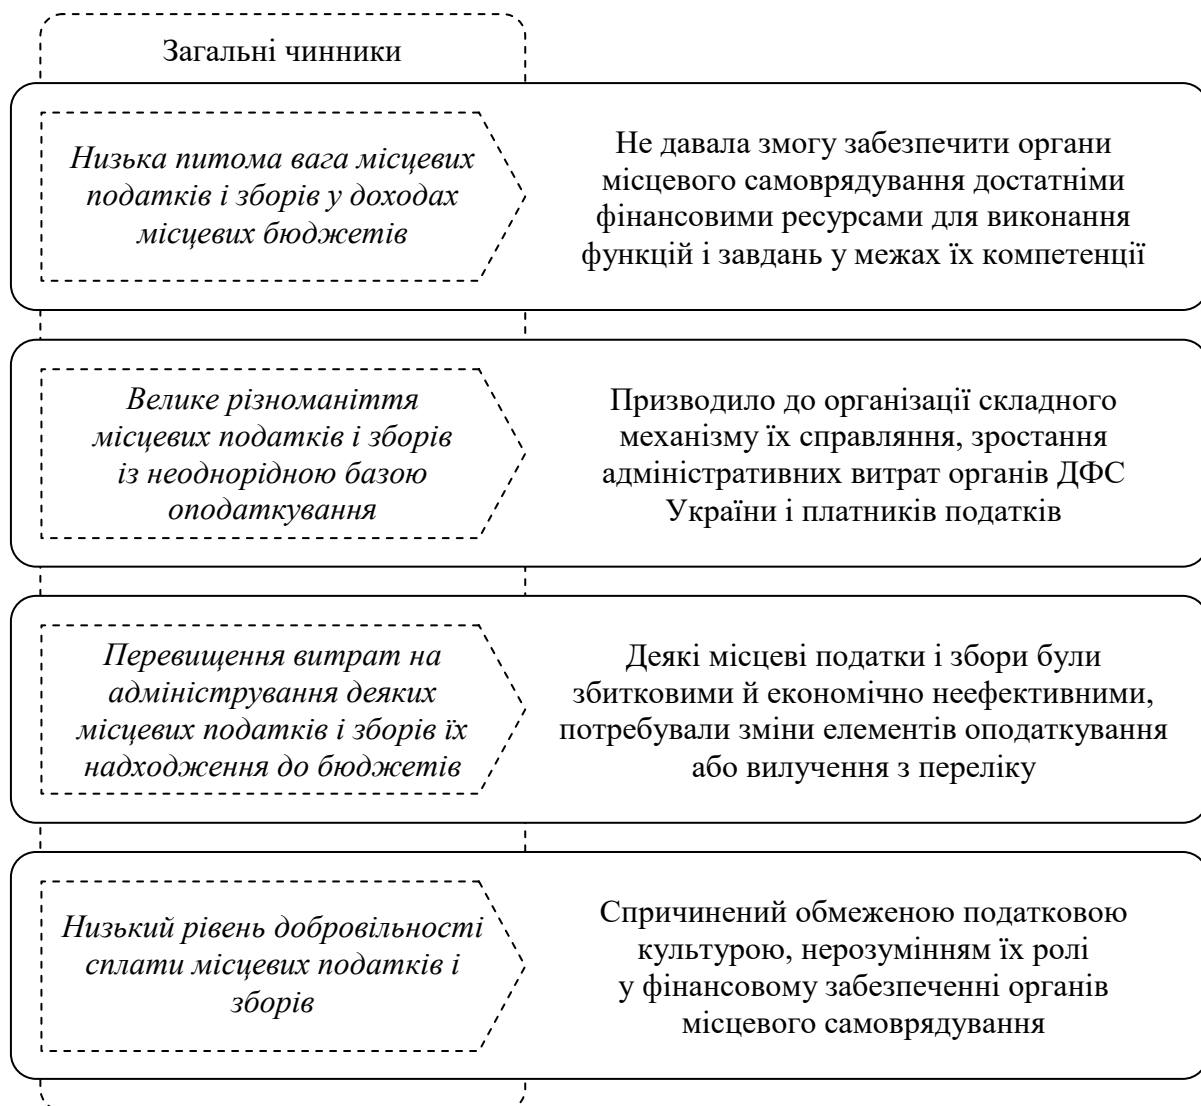 Загальні чинники
Низька питома вага місцевих
податків і зборів у доходах
місцевих бюджетів
Не давала змогу забезпечити органи
місцевого самоврядування достатніми
фінансовими ресурсами для виконання
функцій і завдань у межах їх компетенції
Велике різноманіття
місцевих податків і зборів
із неоднорідною базою
оподаткування
Призводило до організації складного
механізму їх справляння, зростання
адміністративних витрат органів ДФС
України і платників податків
Перевищення витрат на
адміністрування деяких
місцевих податків і зборів їх
надходження до бюджетів
Деякі місцеві податки і збори були
збитковими й економічно неефективними,
потребували зміни елементів оподаткування
або вилучення з переліку
Низький рівень добровільності
сплати місцевих податків і
зборів
Спричинений обмеженою податковою
культурою, нерозумінням їх ролі
у фінансовому забезпеченні органів
місцевого самоврядування